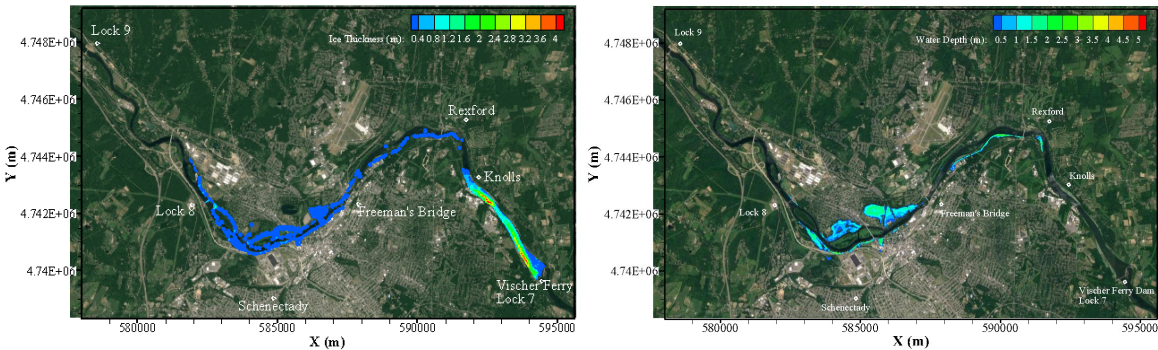 Ice Thickness (m): 0.4 0.8 1.2 1.6 2 2.4 2.8 3.2 3.6 4
Lock 9
4.748E+06
4.746E+06
Rexford
4.744E+06
Y (m)
Knolls
4.742E+06
Lock 8
Freeman's Bridge
4.74E+06
Vischer Ferry
Lock 7
Schenectady
580000 585000 590000 595000
X (m)
Water Depth (m): 0.5 1 1.5 2 2.5 3 3.5 4 4.5 5
Lock 9
4.748E+06
4.746E+06
Rexford
4.744E+06
Y (m)
Knolls
4.742E+06
Lock 8
Freeman's Bridge
4.74E+06
Vischer Ferry Dam
Lock 7
Schenectady
580000 585000 590000 595000
X (m)